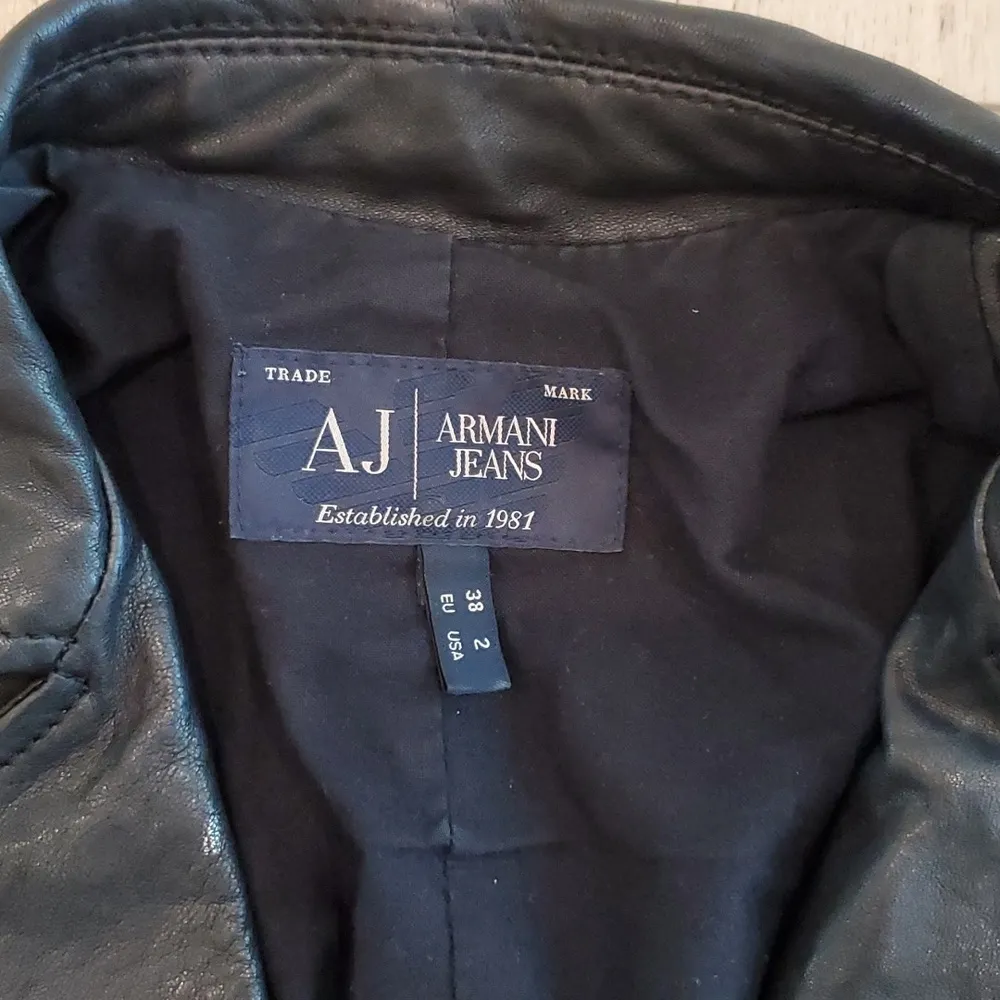 TRADE MARK
AJ ARMANI
JEANS
Established in 1981
38 2
EU USA